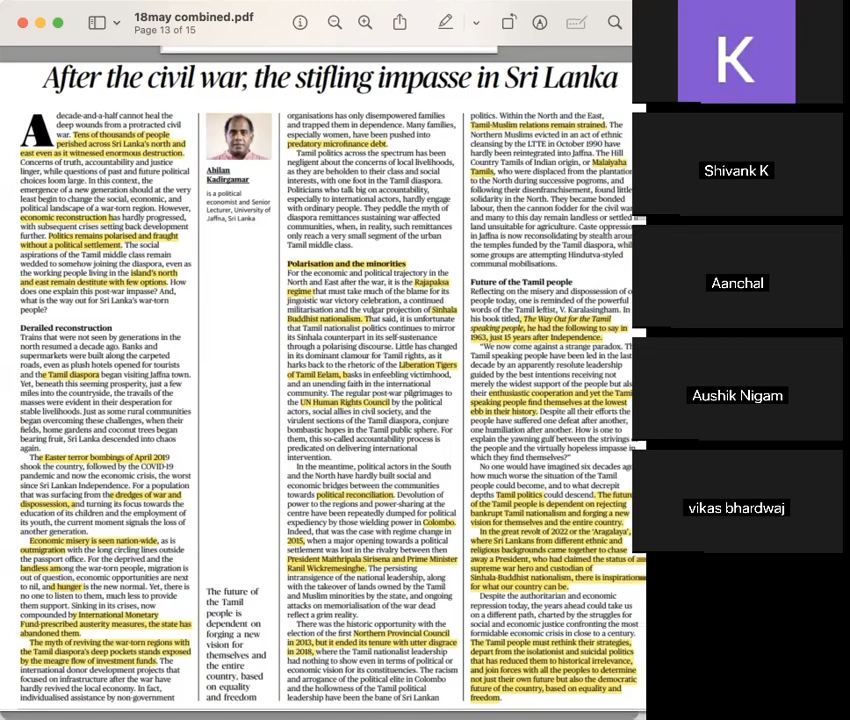 18may combined.pdf
Page 13 of 15
After the civil war, the stifling impasse in Sri Lanka
A decade-and-a-half cannot heal the
deep wounds from a protracted civil
war. Tens of thousands of people
perished across Sri Lanka's north and
east even as it witnessed enormous destruction.
Concerns of truth, accountability and justice
linger, while questions of past and future political
choices loom large. In this context, the
emergence of a new generation should at the very
least begin to change the social, economic, and
political landscape of a war-torn region. However,
economic reconstruction has hardly progressed,
with subsequent crises setting back development
further. Politics remains polarised and fraught
without a political settlement. The social
aspirations of the Tamil middle class remain
wedded to somehow joining the diaspora, even as
the working people living in the island's north
and east remain destitute with few options. How
does one explain this post-war impasse? And,
what is the way out for Sri Lanka's war-torn
people?
Derailed reconstruction
Trains that were not seen by generations in the
north resumed a decade ago. Banks and
supermarkets were built along the carpeted
roads, even as plush hotels opened for tourists
and the Tamil diaspora began visiting Jaffna town.
Yet, beneath this seeming prosperity, just a few
miles into the countryside, the travails of the
masses were evident in their desperation for
stable livelihoods. Just as some rural communities
began overcoming these challenges, when their
fields, home gardens and coconut trees began
bearing fruit, Sri Lanka descended into chaos
again.
The Easter terror bombings of April 2019
shook the country, followed by the COVID-19
pandemic and now the economic crisis, the worst
since Sri Lankan Independence. For a population
that was surfacing from the dredges of war and
dispossession, and turning its focus towards the
education of its children and the employment of
its youth, the current moment signals the loss of
another generation.
Economic misery is seen nation-wide, as is
outmigration with the long circling lines outside
the passport office. For the deprived and the
landless among the war-torn people, migration is
out of question, economic opportunities are next
to nil, and hunger is the new normal. Yet, there is
no one to listen to them, much less to provide
them support. Sinking in its crises, now
compounded by International Monetary
Fund-prescribed austerity measures, the state has
abandoned them.
The myth of reviving the war-torn regions with
the Tamil diaspora's deep pockets stands exposed
by the meagre flow of investment funds. The
international donor development projects that
focused on infrastructure after the war have
hardly revived the local economy. In fact,
individualised assistance by non-government
Ahilan
Kadirgamar
is a political
economist and Senior
Lecturer, University of
Jaffna, Sri Lanka
The future of
the Tamil
people is
dependent on
forging a new
vision for
themselves and
the entire
country, based
on equality
and freedom
organisations has only disempowered families
and trapped them in dependence. Many families,
especially women, have been pushed into
predatory microfinance debt.
Tamil politics across the spectrum has been
negligent about the concerns of local livelihoods,
as they are beholden to their class and social
interests, with one foot in the Tamil diaspora.
Politicians who talk big on accountability,
especially to international actors, hardly engage
with ordinary people. They peddle the myth of
diaspora remittances sustaining war-affected
communities, when, in reality, such remittances
only reach a very small segment of the urban
Tamil middle class.
Polarisation and the minorities
For the economic and political trajectory in the
North and East after the war, it is the Rajapaksa
regime that must take much of the blame for its
jingoistic war victory celebration, a continued
militarisation and the vulgar projection of Sinhala
Buddhist nationalism. That said, it is unfortunate
that Tamil nationalist politics continues to mirror
its Sinhala counterpart in its self-sustenance
through a polarising discourse. Little has changed
in its dominant clamour for Tamil rights, as it
harks back to the rhetoric of the Liberation Tigers
of Tamil Eelam, basks in enfeebling victimhood,
and an unending faith in the international
community. The regular post-war pilgrimages to
the UN Human Rights Council by the political
actors, social allies in civil society, and the
virulent sections of the Tamil diaspora, conjure
bombastic hopes in the Tamil public sphere. For
them, this so-called accountability process is
predicated on delivering international
intervention.
In the meantime, political actors in the South
and the North have hardly built social and
economic bridges between the communities
towards political reconciliation. Devolution of
power to the regions and power-sharing at the
centre have been repeatedly dumped for political
expediency by those wielding power in Colombo.
Indeed, that was the case with regime change in
2015, when a major opening towards a political
settlement was lost in the rivalry between then
President Maithripala Sirisena and Prime Minister
Ranil Wickremesinghe. The persisting
intransigence of the national leadership, along
with the takeover of lands owned by the Tamil
and Muslim minorities by the state, and ongoing
attacks on memorialisation of the war dead
reflect a grim reality.
There was the historic opportunity with the
election of the first Northern Provincial Council
in 2013, but it ended its tenure with utter disgrace
in 2018, where the Tamil nationalist leadership
had nothing to show even in terms of political or
economic vision for its constituencies. The racism
and arrogance of the political elite in Colombo
and the hollowness of the Tamil political
leadership have been the bane of Sri Lankan
politics. Within the North and the East,
Tamil-Muslim relations remain strained. The
Northern Muslims evicted in an act of ethnic
cleansing by the LTTE in October 1990 have
hardly been reintegrated into Jaffna. The Hill
Country Tamils of Indian origin, or Malaiyaha
Tamils, who were displaced from the plantation
to the North during successive pogroms, and
following their disenfranchisement, found little
solidarity in the North. They became bonded
labour, then the cannon fodder for the civil war
and many to this day remain landless or settled
land unsuitable for agriculture. Caste oppression
in Jaffna is now reconsolidating by stealth around
the temples funded by the Tamil diaspora, while
some groups are attempting Hindutva-styled
communal mobilisations.
Future of the Tamil people
Reflecting on the misery and dispossession of
people today, one is reminded of the powerful
words of the Tamil leftist, V. Karalasingham. In
his book titled, The Way Out for the Tamil
speaking people, he had the following to say in
1963, just 15 years after Independence.
"We now come against a strange paradox. The
Tamil speaking people have been led in the last
decade by an apparently resolute leadership
guided by the best intentions receiving not
merely the widest support of the people but also
their enthusiastic cooperation and yet the Tamil
speaking people find themselves at the lowest
ebb in their history. Despite all their efforts the
people have suffered one defeat after another,
one humiliation after another. How is one to
explain the yawning gulf between the strivings
the people and the virtually hopeless impasse in
which they find themselves?"
No one would have imagined six decades ago
how much worse the situation of the Tamil
people could become, and to what decrepit
depths Tamil politics could descend. The future
of the Tamil people is dependent on rejecting
bankrupt Tamil nationalism and forging a new
vision for themselves and the entire country.
In the great revolt of 2022 or the 'Aragalaya',
where Sri Lankans from different ethnic and
religious backgrounds came together to chase
away a President, who had claimed the status of
supreme war hero and custodian of
Sinhala-Buddhist nationalism, there is inspiration
for what our country can be.
Despite the authoritarian and economic
repression today, the years ahead could take us
on a different path, charted by the struggles for
social and economic justice confronting the most
formidable economic crisis in close to a century.
The Tamil people must rethink their strategies,
depart from the isolationist and suicidal politics
that has reduced them to historical irrelevance,
and join forces with all the peoples to determine
not just their own future but also the democratic
future of the country, based on equality and
freedom.
K
Shivank K
Aanchal
Aushik Nigam
vikas bhardwaj